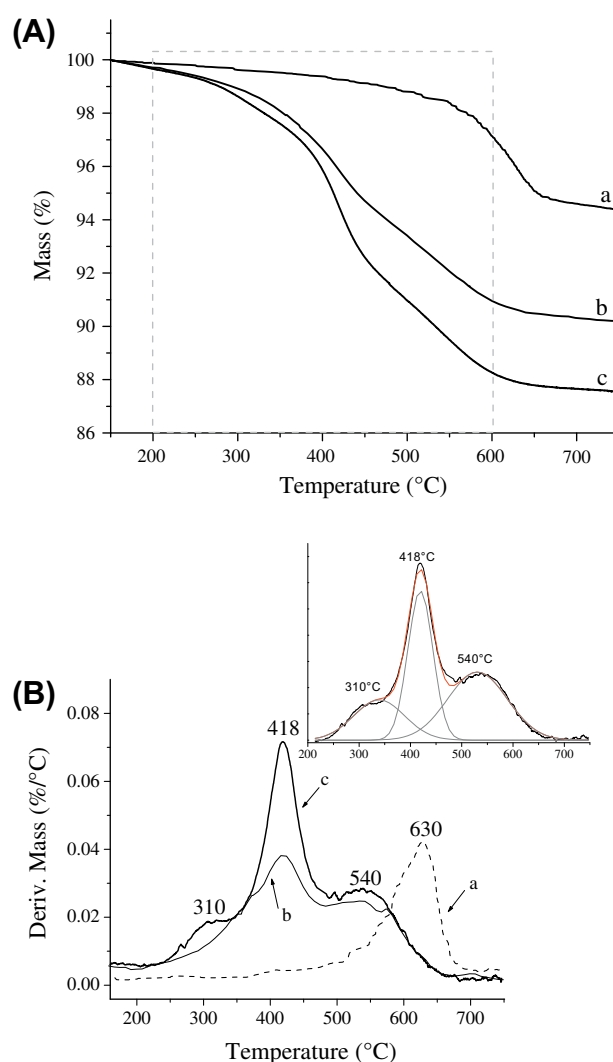 (A)
100
98
96
94
92
90
88
86
Mass (%)
a
b
c
200 300 400 500 600 700
Temperature (°C)
418°C
310°C
540°C
200 300 400 500 600 700
(B)
0.08
0.06
0.04
0.02
0.00
Deriv. Mass (%/°C)
418
c
630
a
540
310
b
200 300 400 500 600 700
Temperature (°C)